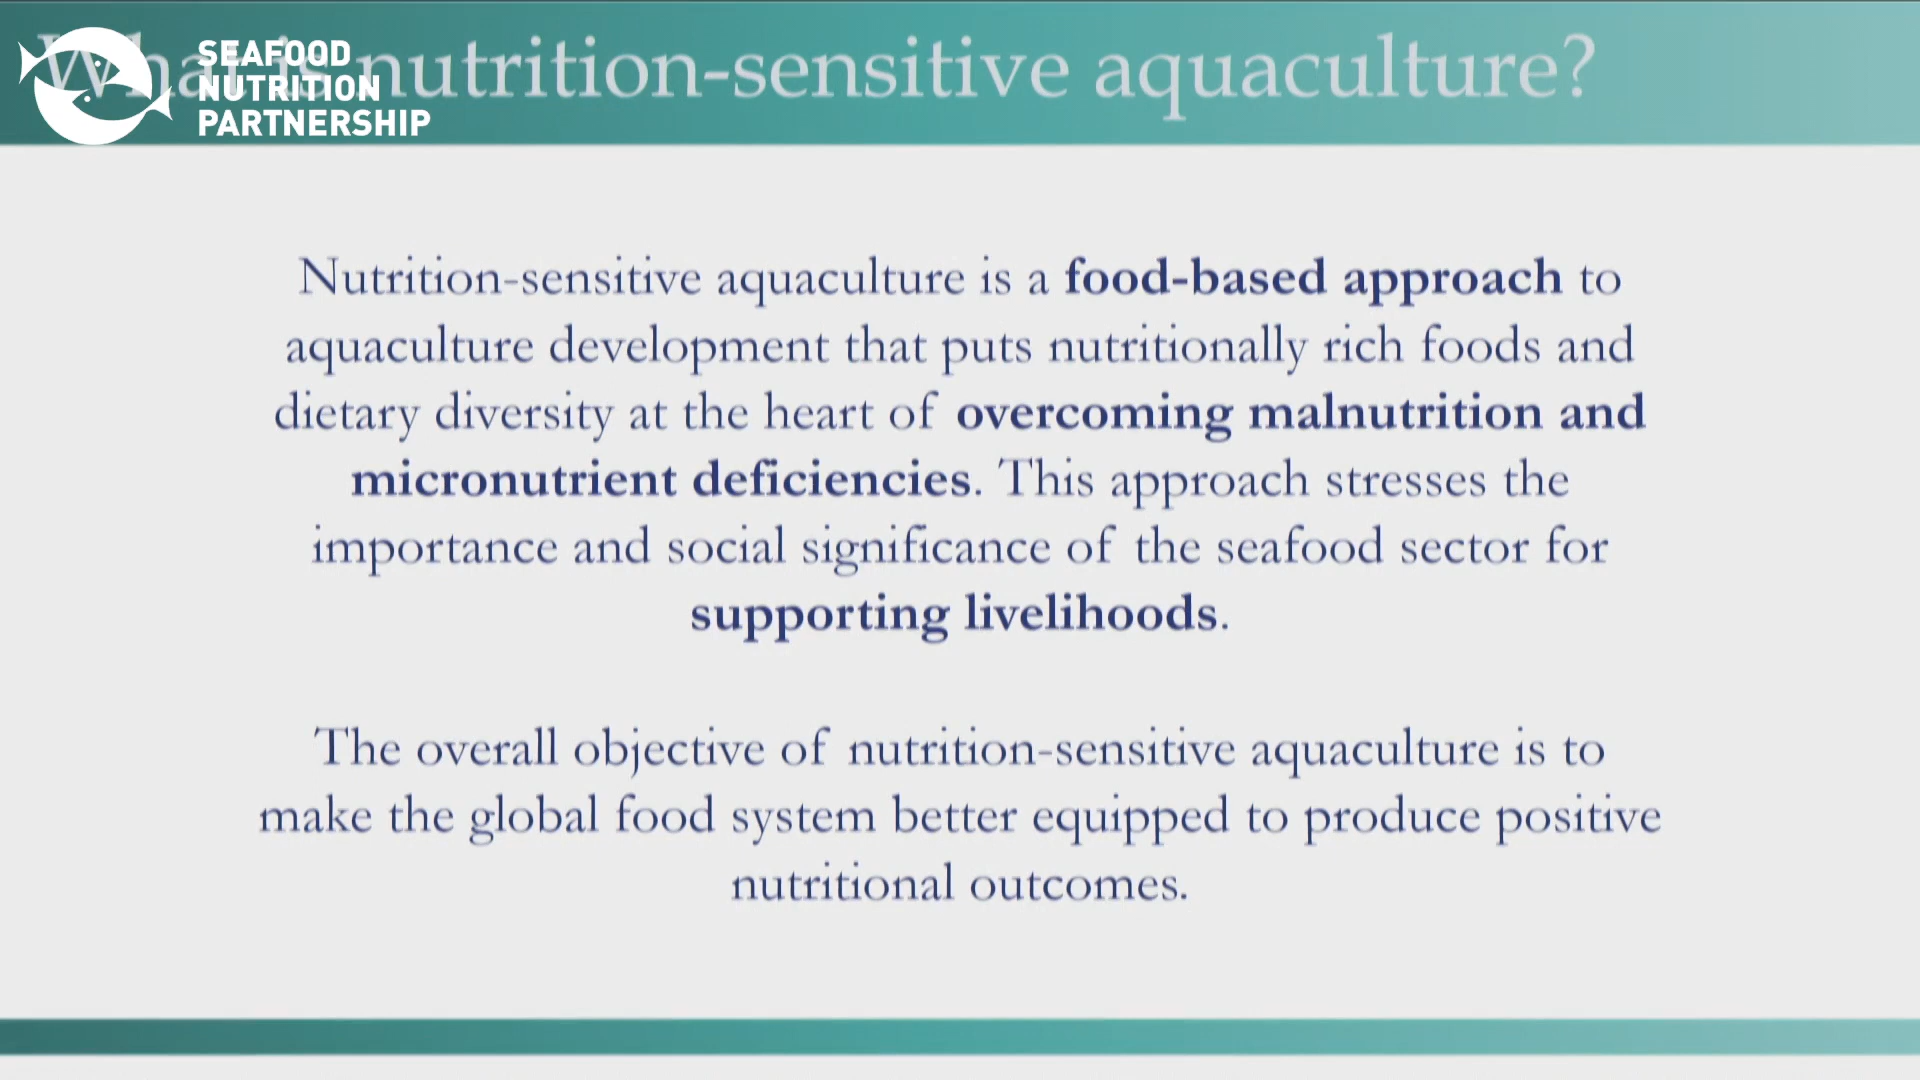 What is nutrition-sensitive aquaculture?
SEAFOOD
NUTRITION
PARTNERSHIP
Nutrition-sensitive aquaculture is a food-based approach to
aquaculture development that puts nutritionally rich foods and
dietary diversity at the heart of overcoming malnutrition and
micronutrient deficiencies. This approach stresses the
importance and social significance of the seafood sector for
supporting livelihoods.
The overall objective of nutrition-sensitive aquaculture is to
make the global food system better equipped to produce positive
nutritional outcomes.